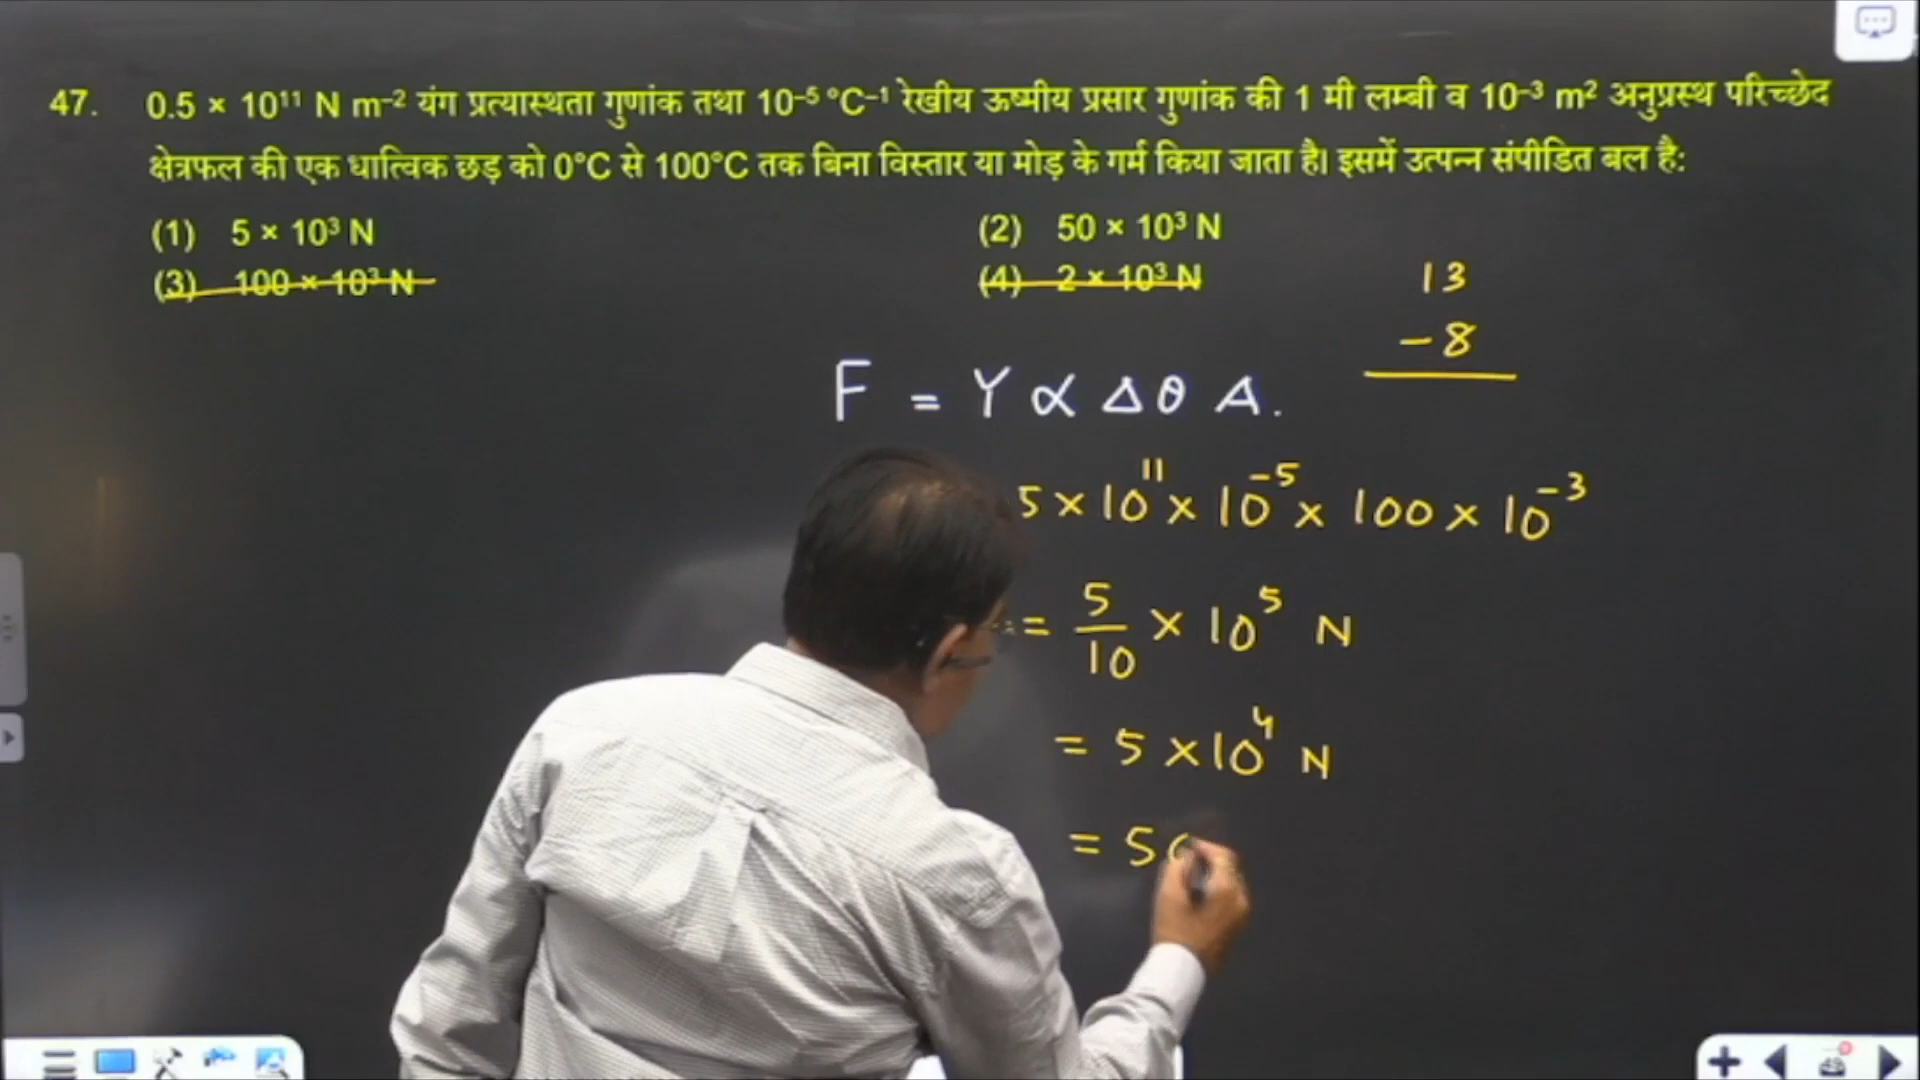 47. 0.5 × 10¹¹ N m⁻² यंग प्रत्यास्थता गुणांक तथा 10⁻⁵ °C⁻¹ रेखीय ऊष्मीय प्रसार गुणांक की 1 मी लम्बी व 10⁻³ m² अनुप्रस्थ परिच्छेद
क्षेत्रफल की एक धात्विक छड़ को 0°C से 100°C तक बिना विस्तार या मोड़ के गर्म किया जाता है। इसमें उत्पन्न संपीडित बल है:
(1) 5 × 10³ N (2) 50 × 10³ N
(3) 100 × 10³ N (4) 2 × 10³ N
13
−8
F = Y ∝ Δθ A.
5 × 10¹¹ × 10⁻⁵ × 100 × 10⁻³
= 5/10 × 10⁵ N
= 5 × 10⁴ N
= 5